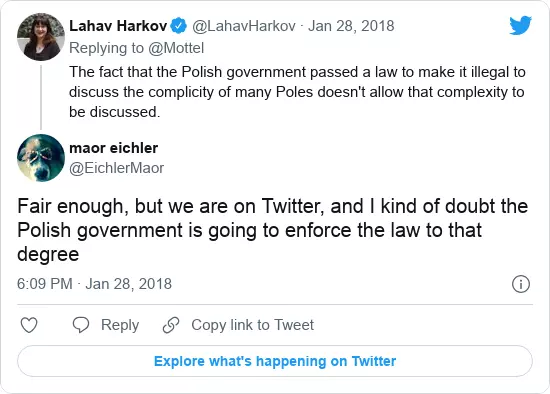 Lahav Harkov @LahavHarkov · Jan 28, 2018
Replying to @Mottel
The fact that the Polish government passed a law to make it illegal to
discuss the complicity of many Poles doesn't allow that complexity to
be discussed.
maor eichler
@EichlerMaor
Fair enough, but we are on Twitter, and I kind of doubt the
Polish government is going to enforce the law to that
degree
6:09 PM · Jan 28, 2018
Reply Copy link to Tweet
Explore what's happening on Twitter